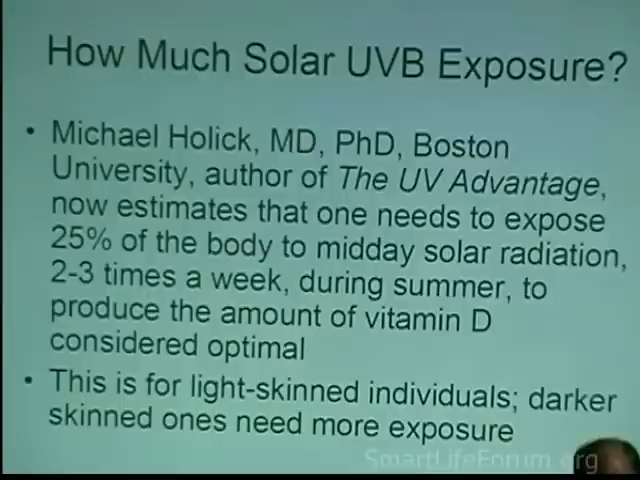 How Much Solar UVB Exposure?
• Michael Holick, MD, PhD, Boston
University, author of The UV Advantage,
now estimates that one needs to expose
25% of the body to midday solar radiation,
2-3 times a week, during summer, to
produce the amount of vitamin D
considered optimal
• This is for light-skinned individuals; darker
skinned ones need more exposure
SmartLifeForum.org